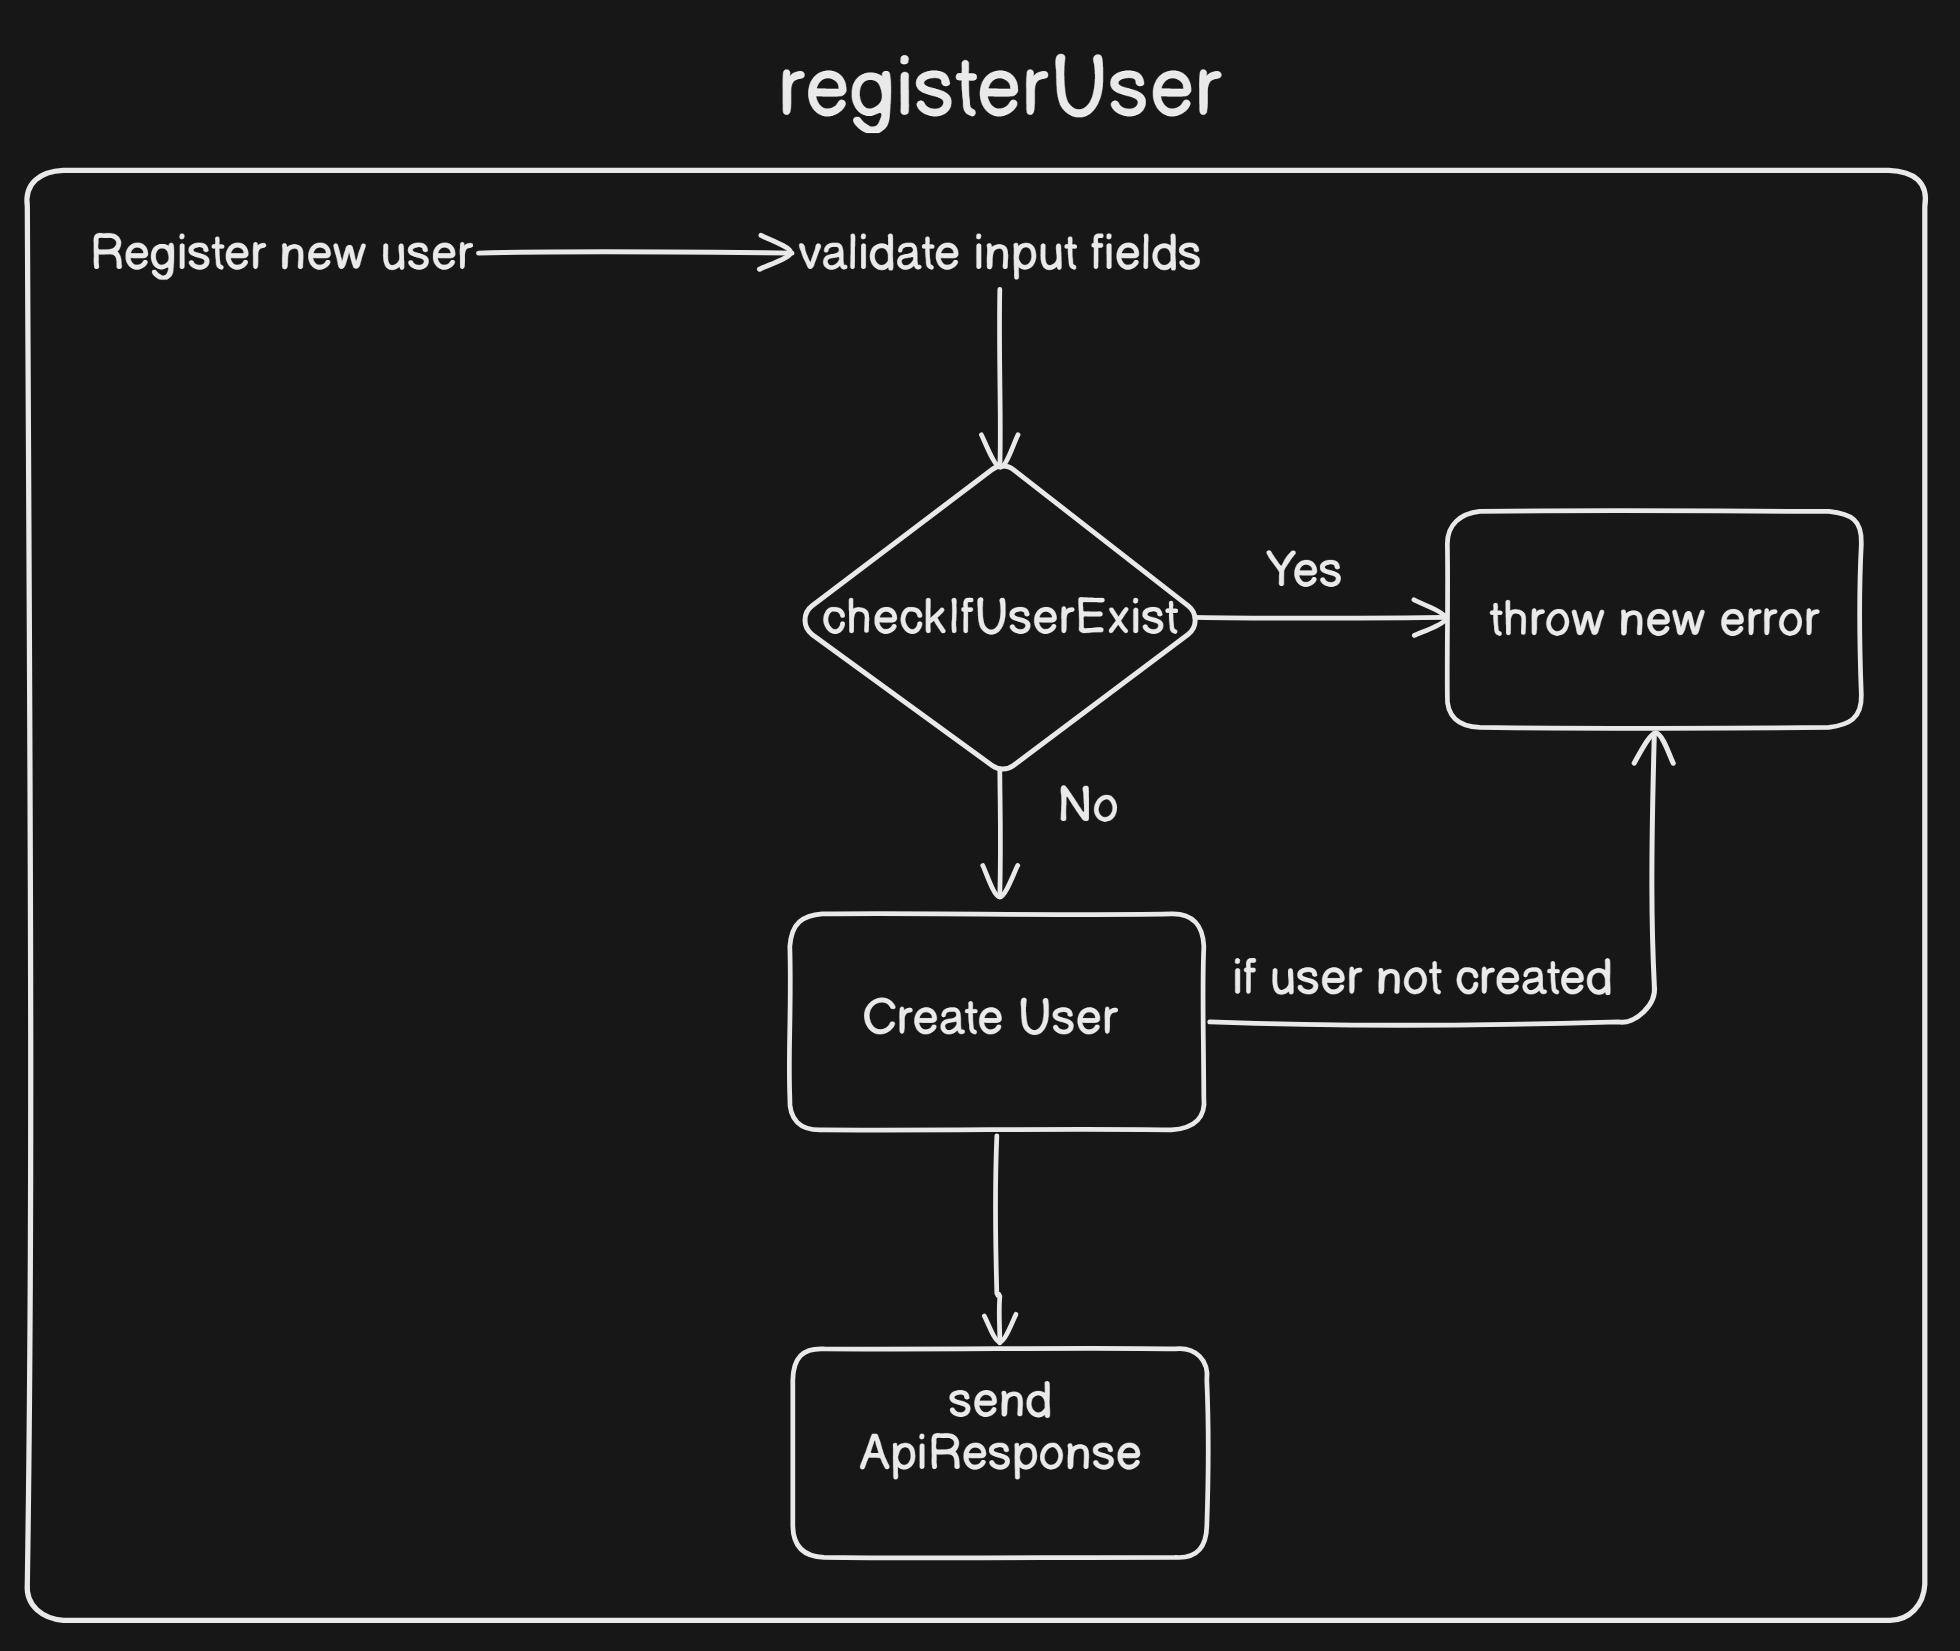 registerUser
Register new user
validate input fields
checkIfUserExist
Yes
throw new error
No
if user not created
Create User
send
ApiResponse